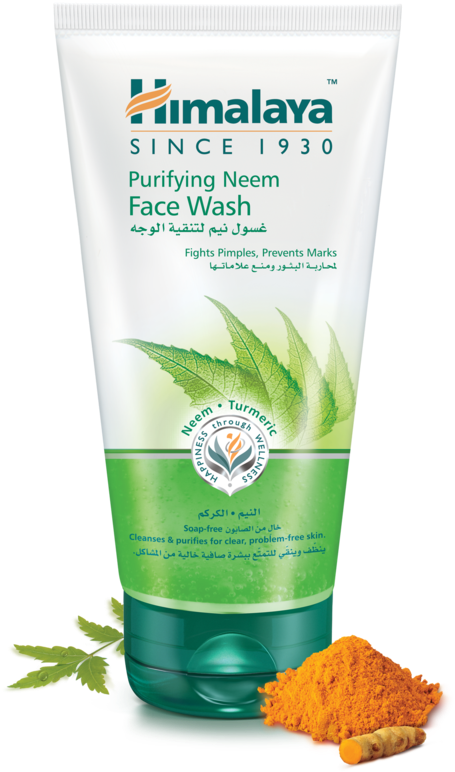 Himalaya™
SINCE 1930
Purifying Neem
Face Wash
غسول نيم لتنقية الوجه
Fights Pimples, Prevents Marks
لمحاربة البثور ومنع علاماتها
Neem • Turmeric
HAPPINESS through WELLNESS
النيم • الكركم
Soap-free خال من الصابون
Cleanses & purifies for clear, problem-free skin.
ينظف وينقي للتمتّع ببشرة صافية خالية من المشاكل.